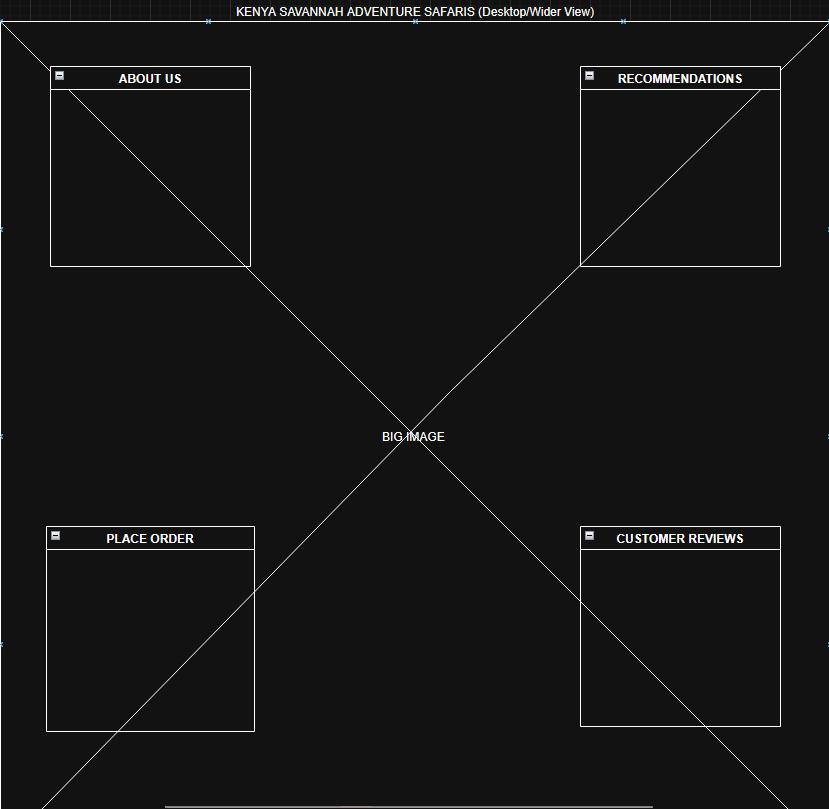 KENYA SAVANNAH ADVENTURE SAFARIS (Desktop/Wider View)
ABOUT US
RECOMMENDATIONS
BIG IMAGE
PLACE ORDER
CUSTOMER REVIEWS